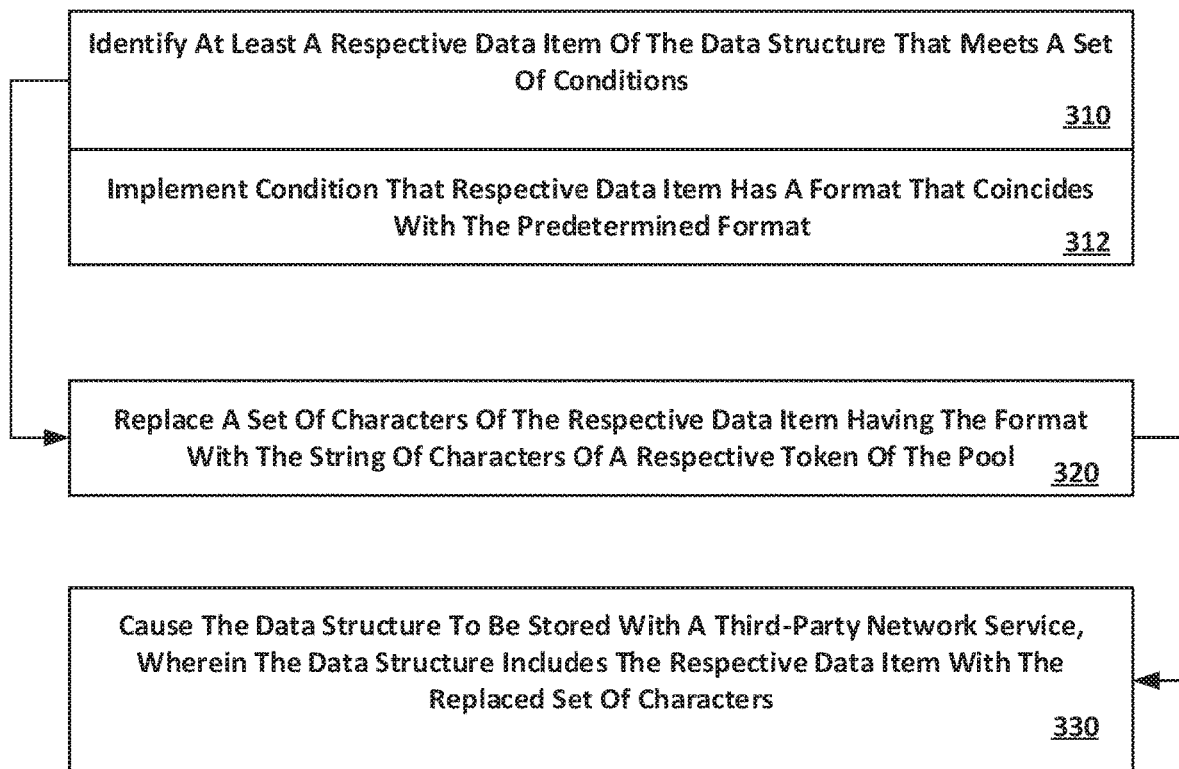 Identify At Least A Respective Data Item Of The Data Structure That Meets A Set
Of Conditions
310
Implement Condition That Respective Data Item Has A Format That Coincides
With The Predetermined Format
312
Replace A Set Of Characters Of The Respective Data Item Having The Format
With The String Of Characters Of A Respective Token Of The Pool
320
Cause The Data Structure To Be Stored With A Third-Party Network Service,
Wherein The Data Structure Includes The Respective Data Item With The
Replaced Set Of Characters
330